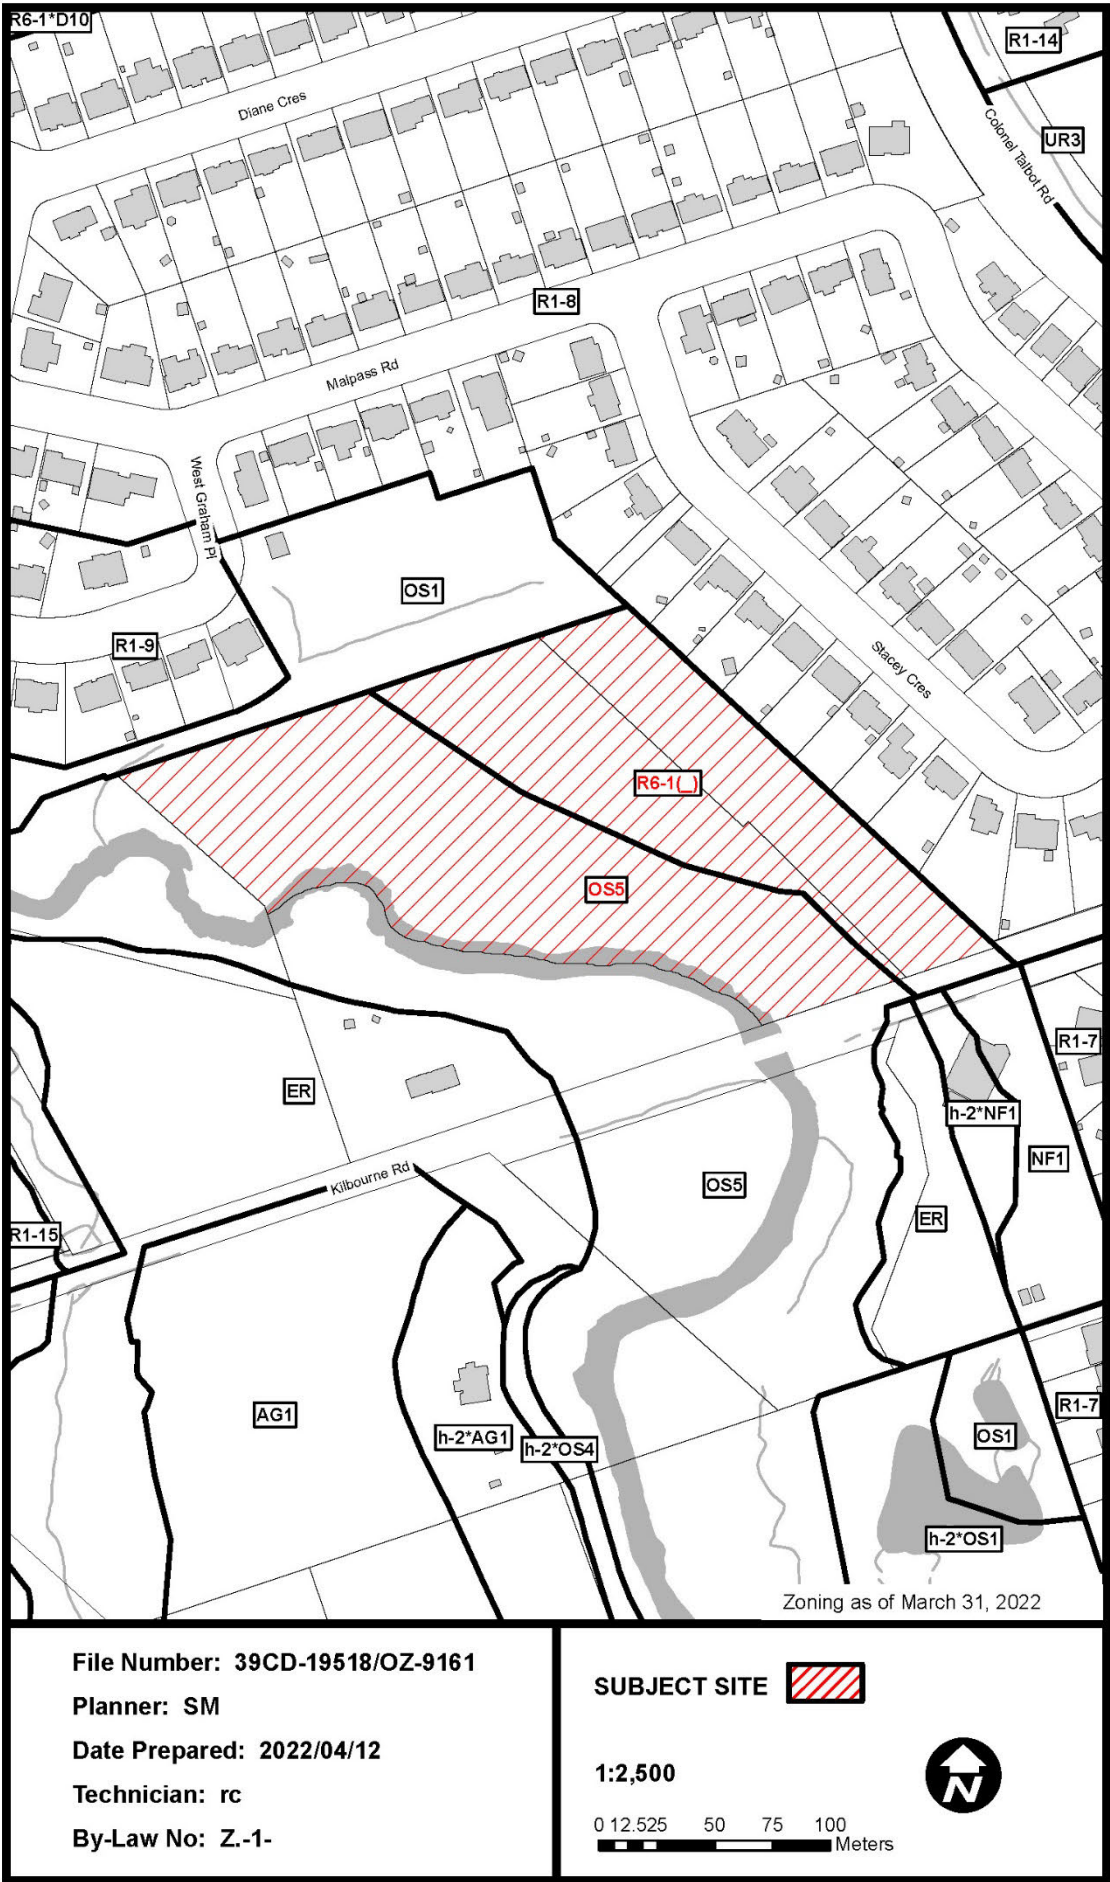 R6-1*D10
R1-14
Diane Cres
Colonel Talbot Rd
UR3
R1-8
Malpass Rd
West Graham Pl
OS1
R1-9
Stacey Cres
R6-1(_)
OS5
R1-7
ER
h-2*NF1
NF1
Kilbourne Rd
OS5
ER
R1-15
AG1
h-2*AG1
h-2*OS4
R1-7
OS1
h-2*OS1
Zoning as of March 31, 2022
File Number: 39CD-19518/OZ-9161
Planner: SM
Date Prepared: 2022/04/12
Technician: rc
By-Law No: Z.-1-
SUBJECT SITE
1:2,500
N
0 12.525 50 75 100
Meters